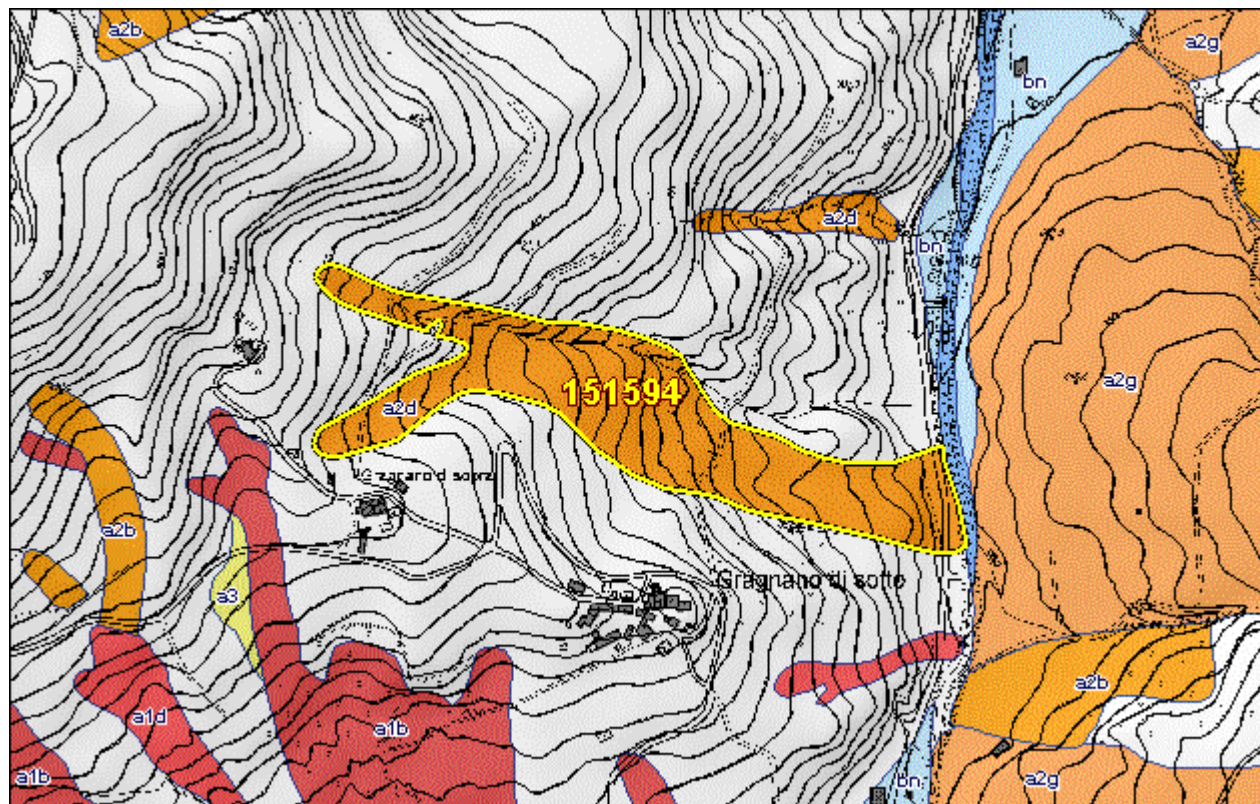 a2b
a2g
bn
a2d
bn
a2g
151594
a2d
a2b
Gragnano di sotto
a3
a2b
a1d
a1b
a1b
bn
a2g